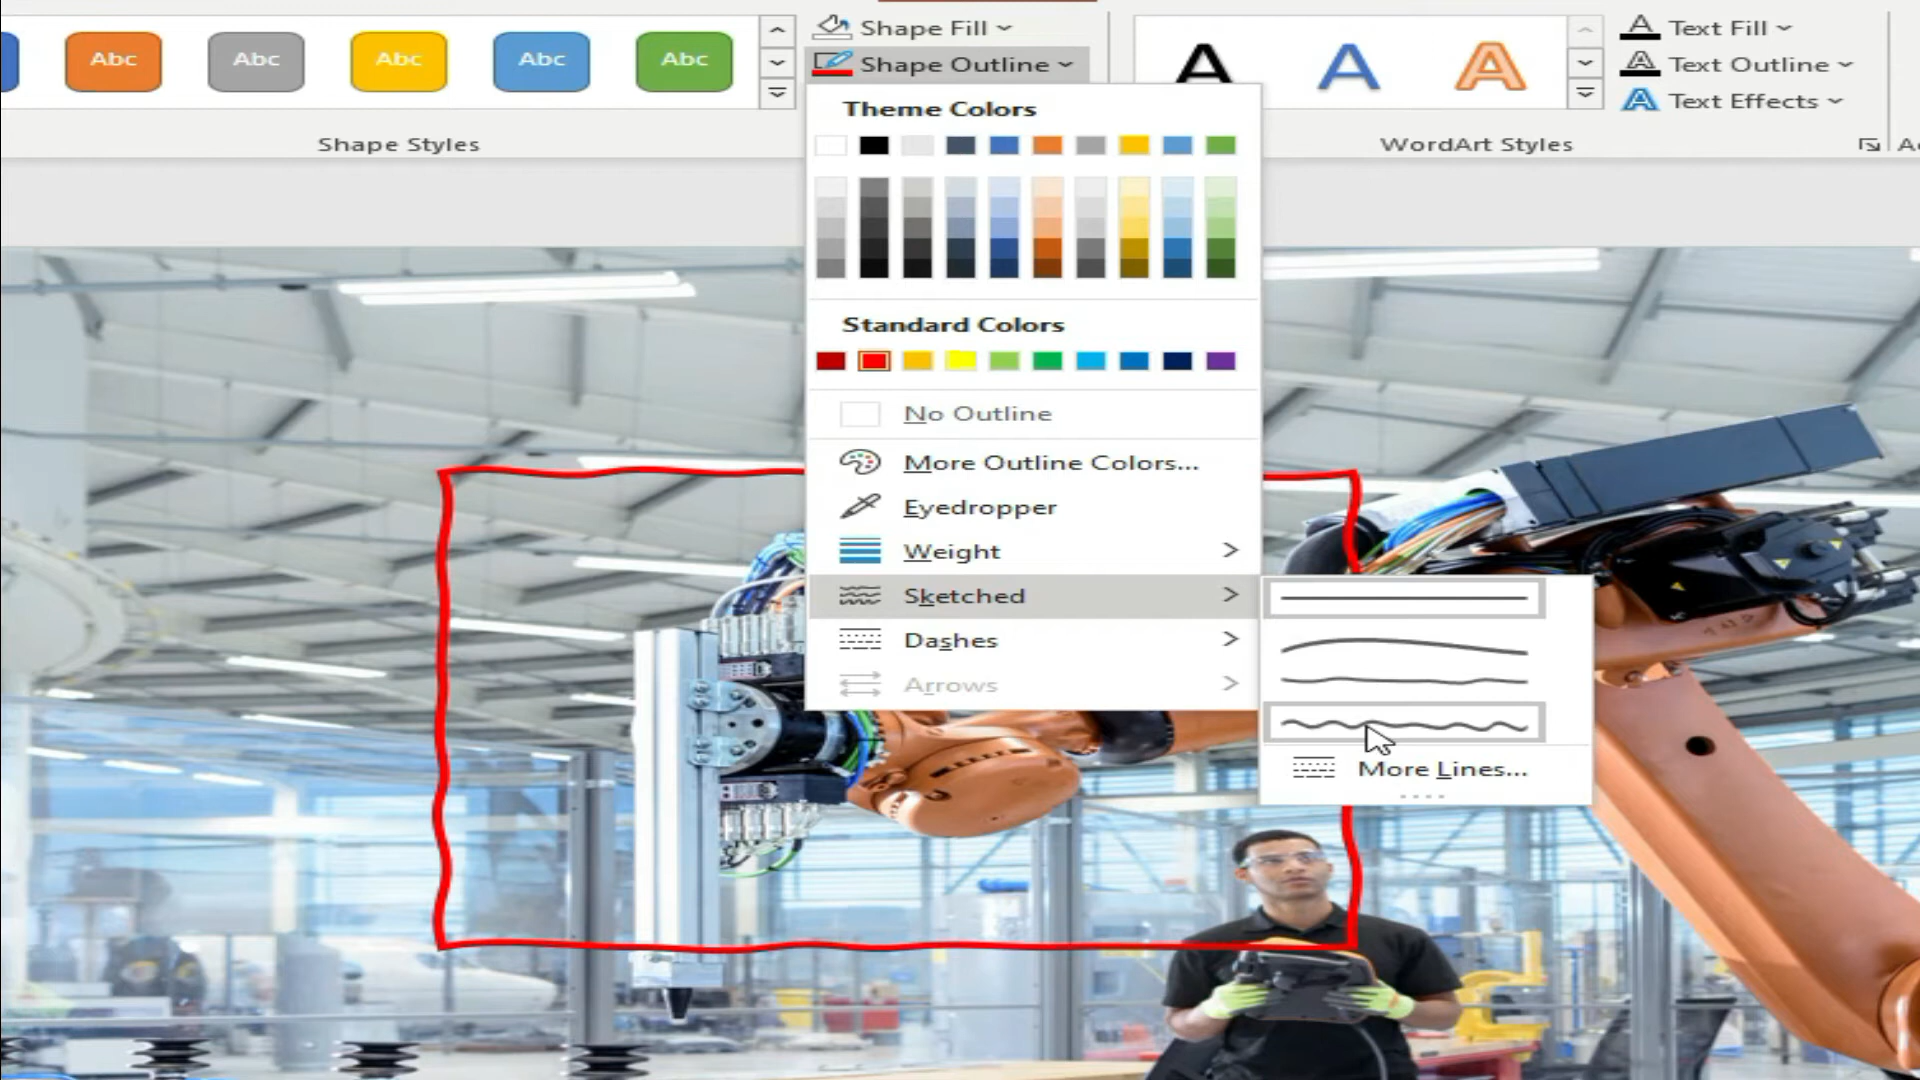 Abc Abc Abc Abc Abc
Shape Styles
Shape Fill
Shape Outline
Theme Colors
Standard Colors
No Outline
More Outline Colors...
Eyedropper
Weight
Sketched
Dashes
Arrows
More Lines...
A A A
WordArt Styles
A Text Fill
A Text Outline
A Text Effects